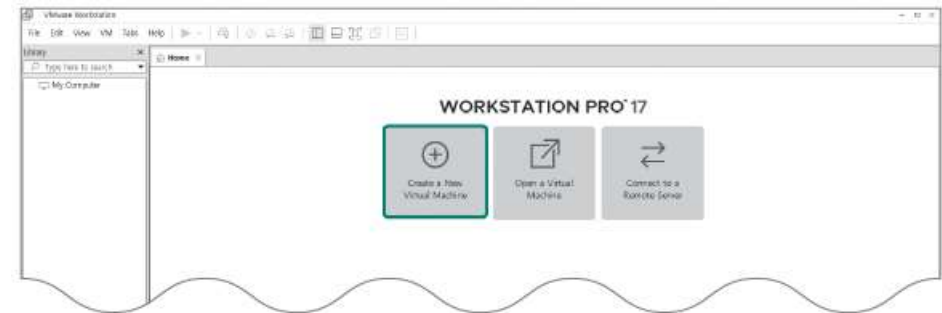 VMware Workstation
File Edit View VM Tabs Help
Library
Home
Type here to search
My Computer
WORKSTATION PRO™ 17
Create a New
Virtual Machine
Open a Virtual
Machine
Connect to a
Remote Server